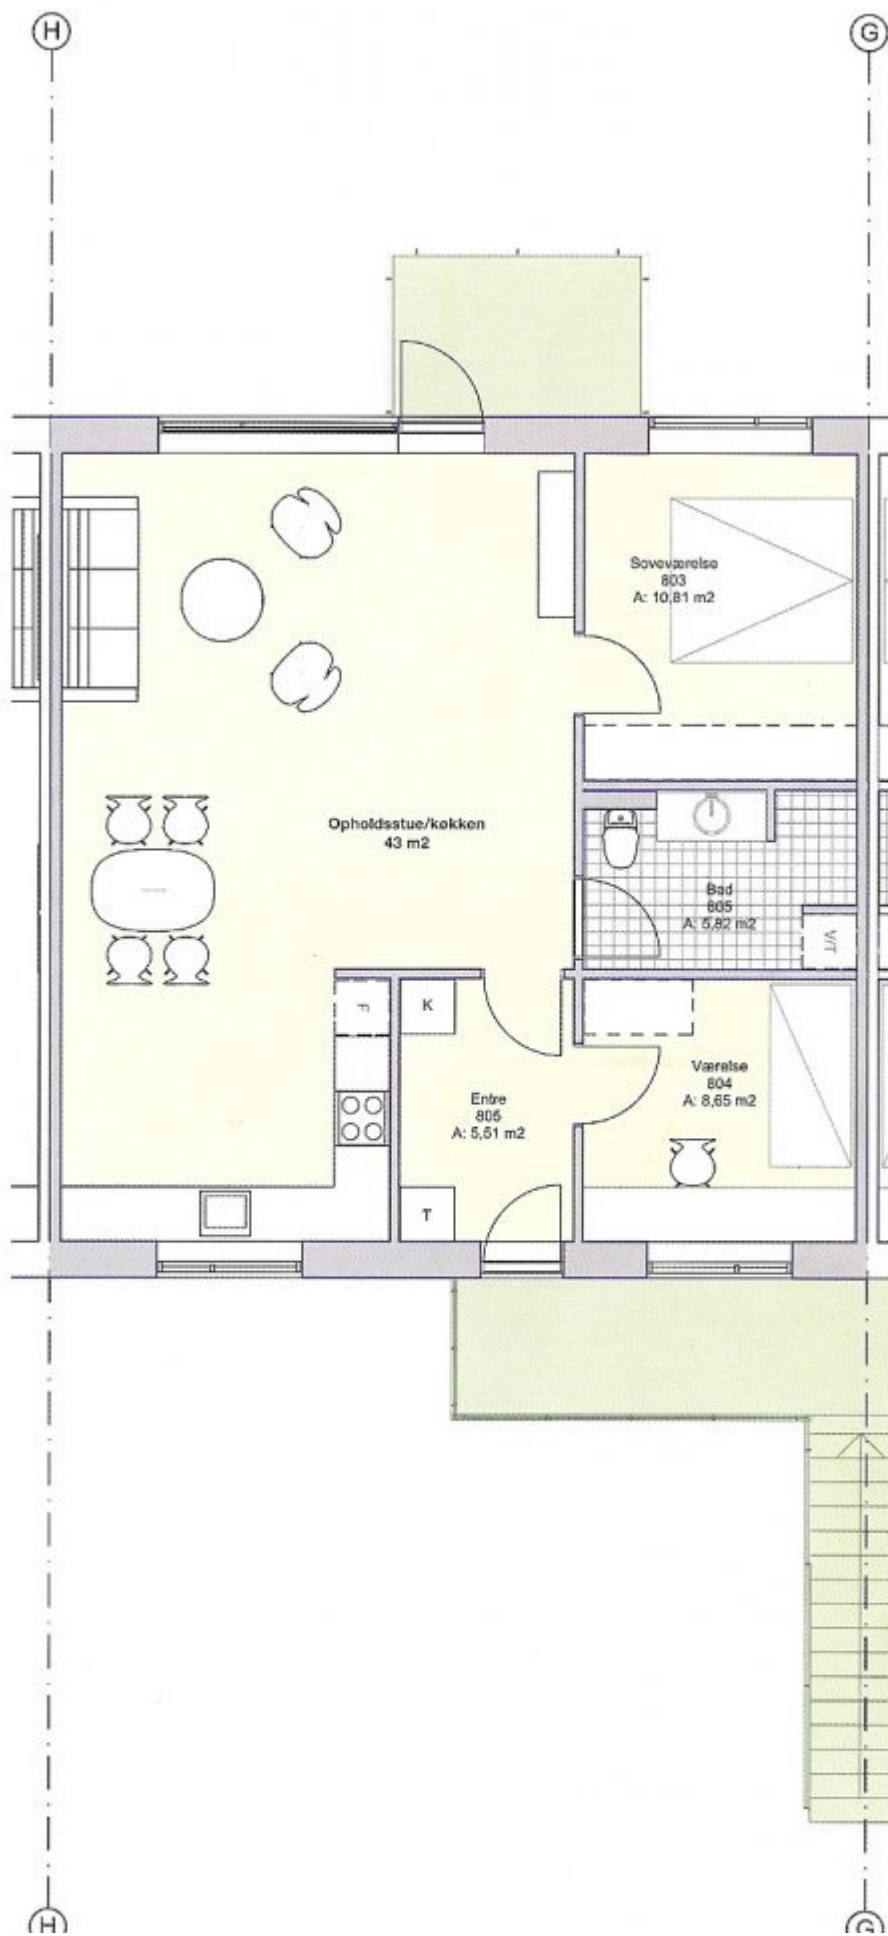 H
G
Soveværelse
803
A: 10,81 m2
Opholdsstue/køkken
43 m2
Bad
805
A: 5,82 m2
V/T
F
K
Værelse
804
A: 8,65 m2
Entre
805
A: 5,51 m2
T
H
G